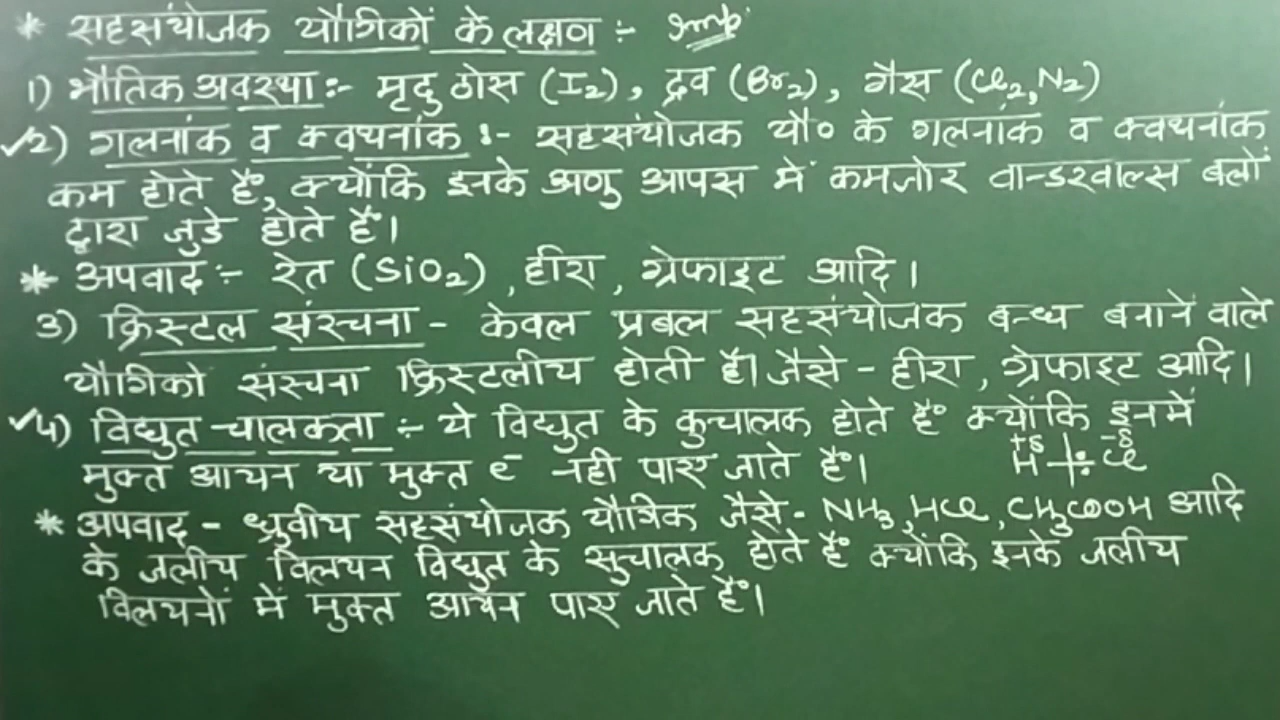 * सहसंयोजक यौगिकों के लक्षण :- Imp.
1) भौतिक अवस्था :- मृदु ठोस (I2), द्रव (Br2), गैस (Cl2, N2)
✓2) गलनांक व क्वथनांक :- सहसंयोजक यौ० के गलनांक व क्वथनांक
कम होते हैं, क्योंकि इनके अणु आपस में कमजोर वान्डरवाल्स बलों
द्वारा जुडे होते हैं।
* अपवाद :- रेत (SiO2), हीरा, ग्रेफाइट आदि।
3) क्रिस्टल संरचना - केवल प्रबल सहसंयोजक बन्ध बनाने वाले
यौगिको संरचना क्रिस्टलीय होती है। जैसे - हीरा, ग्रेफाइट आदि।
✓4) विद्युत चालकता :- ये विद्युत के कुचालक होते हैं क्योंकि इनमें
मुक्त आयन या मुक्त e⁻ नही पाए जाते हैं।
+δ -δ
H + : Cl
* अपवाद - ध्रुवीय सहसंयोजक यौगिक जैसे - NH3, HCl, CH3COOH आदि
के जलीय विलयन विद्युत के सुचालक होते हैं क्योंकि इनके जलीय
विलयनों में मुक्त आयन पाए जाते हैं।